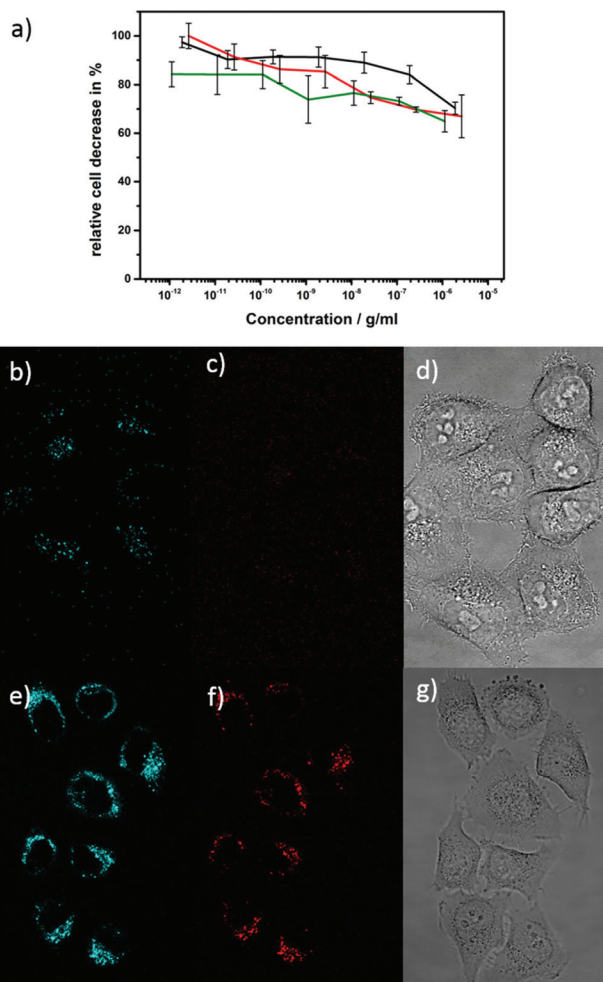 a)
relative cell decrease in %
100
80
60
40
20
0
10-12 10-11 10-10 10-9 10-8 10-7 10-6 10-5
Concentration / g/ml
b) c) d)
e) f) g)